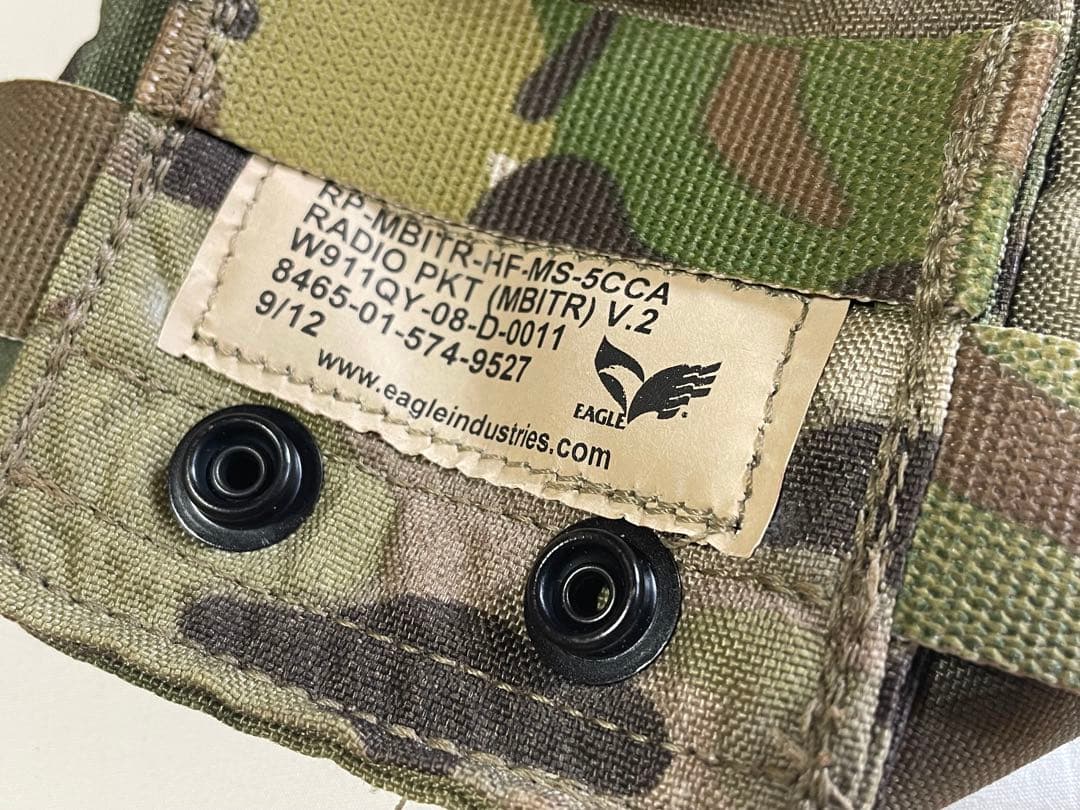 RP-MBITR-HF-MS-5CCA
RADIO PKT (MBITR) V.2
W911QY-08-D-0011
8465-01-574-9527
9/12
www.eagleindustries.com
EAGLE®